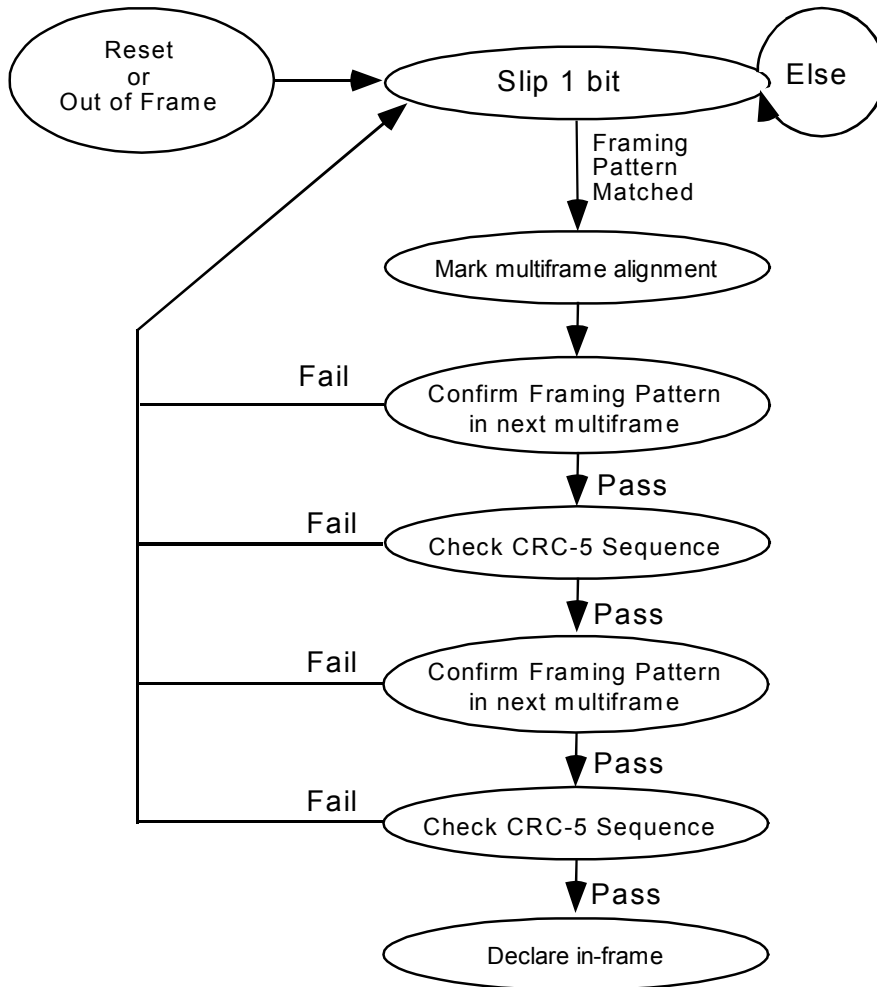 Reset
or
Out of Frame
Slip 1 bit
Else
Framing
Pattern
Matched
Mark multiframe alignment
Fail
Confirm Framing Pattern
in next multiframe
Pass
Fail
Check CRC-5 Sequence
Pass
Fail
Confirm Framing Pattern
in next multiframe
Pass
Fail
Check CRC-5 Sequence
Pass
Declare in-frame